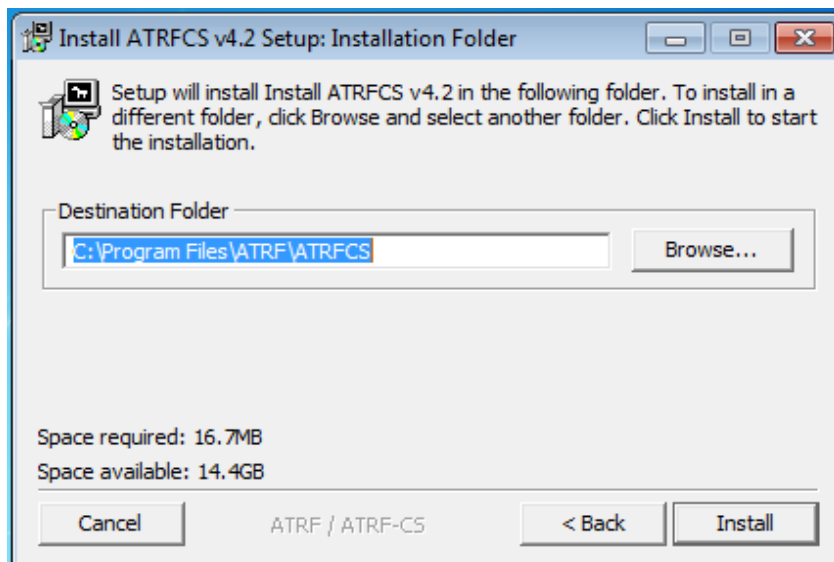 Install ATRFCS v4.2 Setup: Installation Folder
Setup will install Install ATRFCS v4.2 in the following folder. To install in a
different folder, click Browse and select another folder. Click Install to start
the installation.
Destination Folder
C:\Program Files\ATRF\ATRFCS
Browse...
Space required: 16.7MB
Space available: 14.4GB
Cancel
ATRF / ATRF-CS
< Back
Install